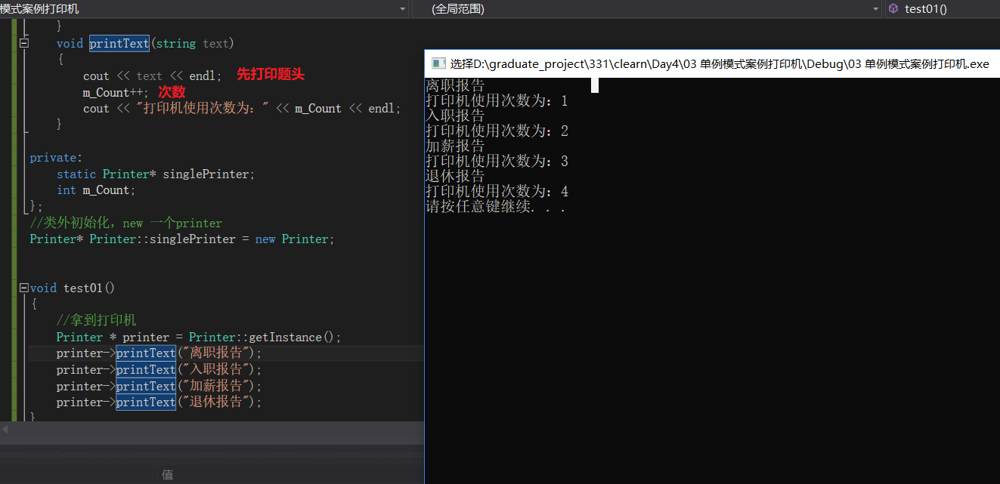 模式案例打印机 (全局范围) test01()
}
void printText(string text)
{
cout << text << endl; 先打印题头
m_Count++; 次数
cout << "打印机使用次数为：" << m_Count << endl;
}
private:
static Printer* singlePrinter;
int m_Count;
};
//类外初始化，new 一个printer
Printer* Printer::singlePrinter = new Printer;
void test01()
{
//拿到打印机
Printer * printer = Printer::getInstance();
printer->printText("离职报告");
printer->printText("入职报告");
printer->printText("加薪报告");
printer->printText("退休报告");
}
值
选择D:\graduate_project\331\clearn\Day4\03 单例模式案例打印机\Debug\03 单例模式案例打印机.exe
离职报告
打印机使用次数为：1
入职报告
打印机使用次数为：2
加薪报告
打印机使用次数为：3
退休报告
打印机使用次数为：4
请按任意键继续. . .